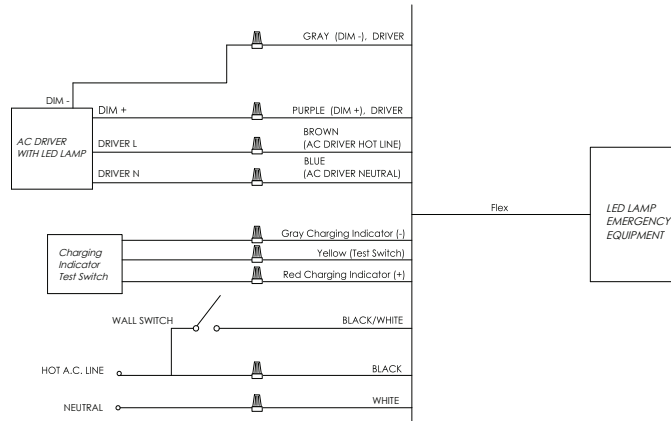 GRAY (DIM -), DRIVER
DIM -
DIM +
PURPLE (DIM +), DRIVER
AC DRIVER
WITH LED LAMP
DRIVER L
BROWN
(AC DRIVER HOT LINE)
DRIVER N
BLUE
(AC DRIVER NEUTRAL)
Flex
LED LAMP
EMERGENCY
EQUIPMENT
Charging
Indicator
Test Switch
Gray Charging Indicator (-)
Yellow (Test Switch)
Red Charging Indicator (+)
WALL SWITCH
BLACK/WHITE
HOT A.C. LINE
BLACK
NEUTRAL
WHITE